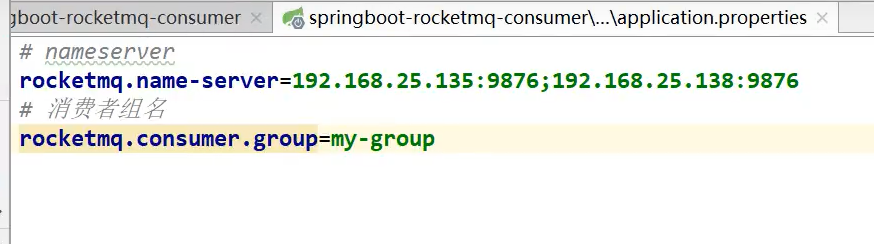 gboot-rocketmq-consumer
springboot-rocketmq-consumer\...\application.properties
# nameserver
rocketmq.name-server=192.168.25.135:9876;192.168.25.138:9876
# 消费者组名
rocketmq.consumer.group=my-group